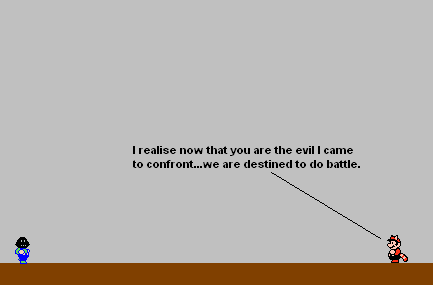 I realise now that you are the evil I came
to confront...we are destined to do battle.